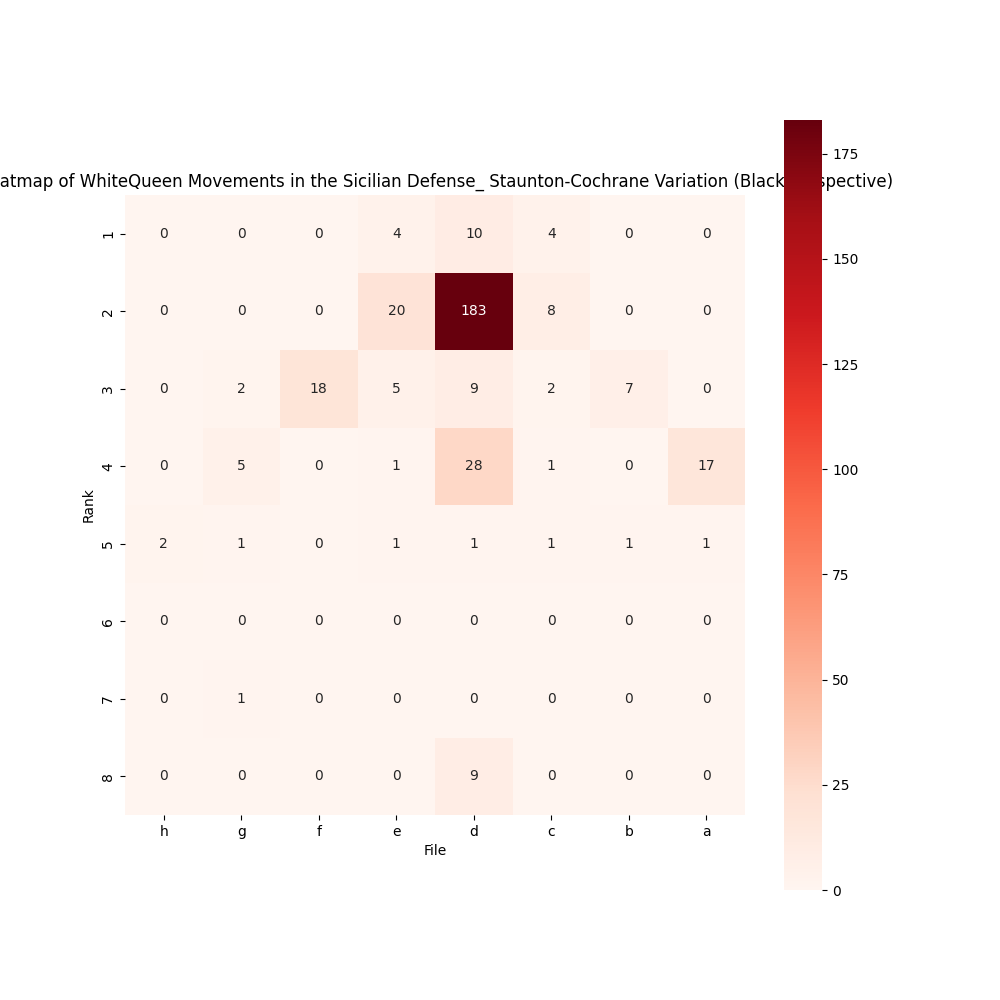 atmap of WhiteQueen Movements in the Sicilian Defense_ Staunton-Cochrane Variation (Black spective)
175
150
125
100
75
50
25
0
Rank
1 0 0 0 4 10 4 0 0
2 0 0 0 20 183 8 0 0
3 0 2 18 5 9 2 7 0
4 0 5 0 1 28 1 0 17
5 2 1 0 1 1 1 1 1
6 0 0 0 0 0 0 0 0
7 0 1 0 0 0 0 0 0
8 0 0 0 0 9 0 0 0
h g f e d c b a
File